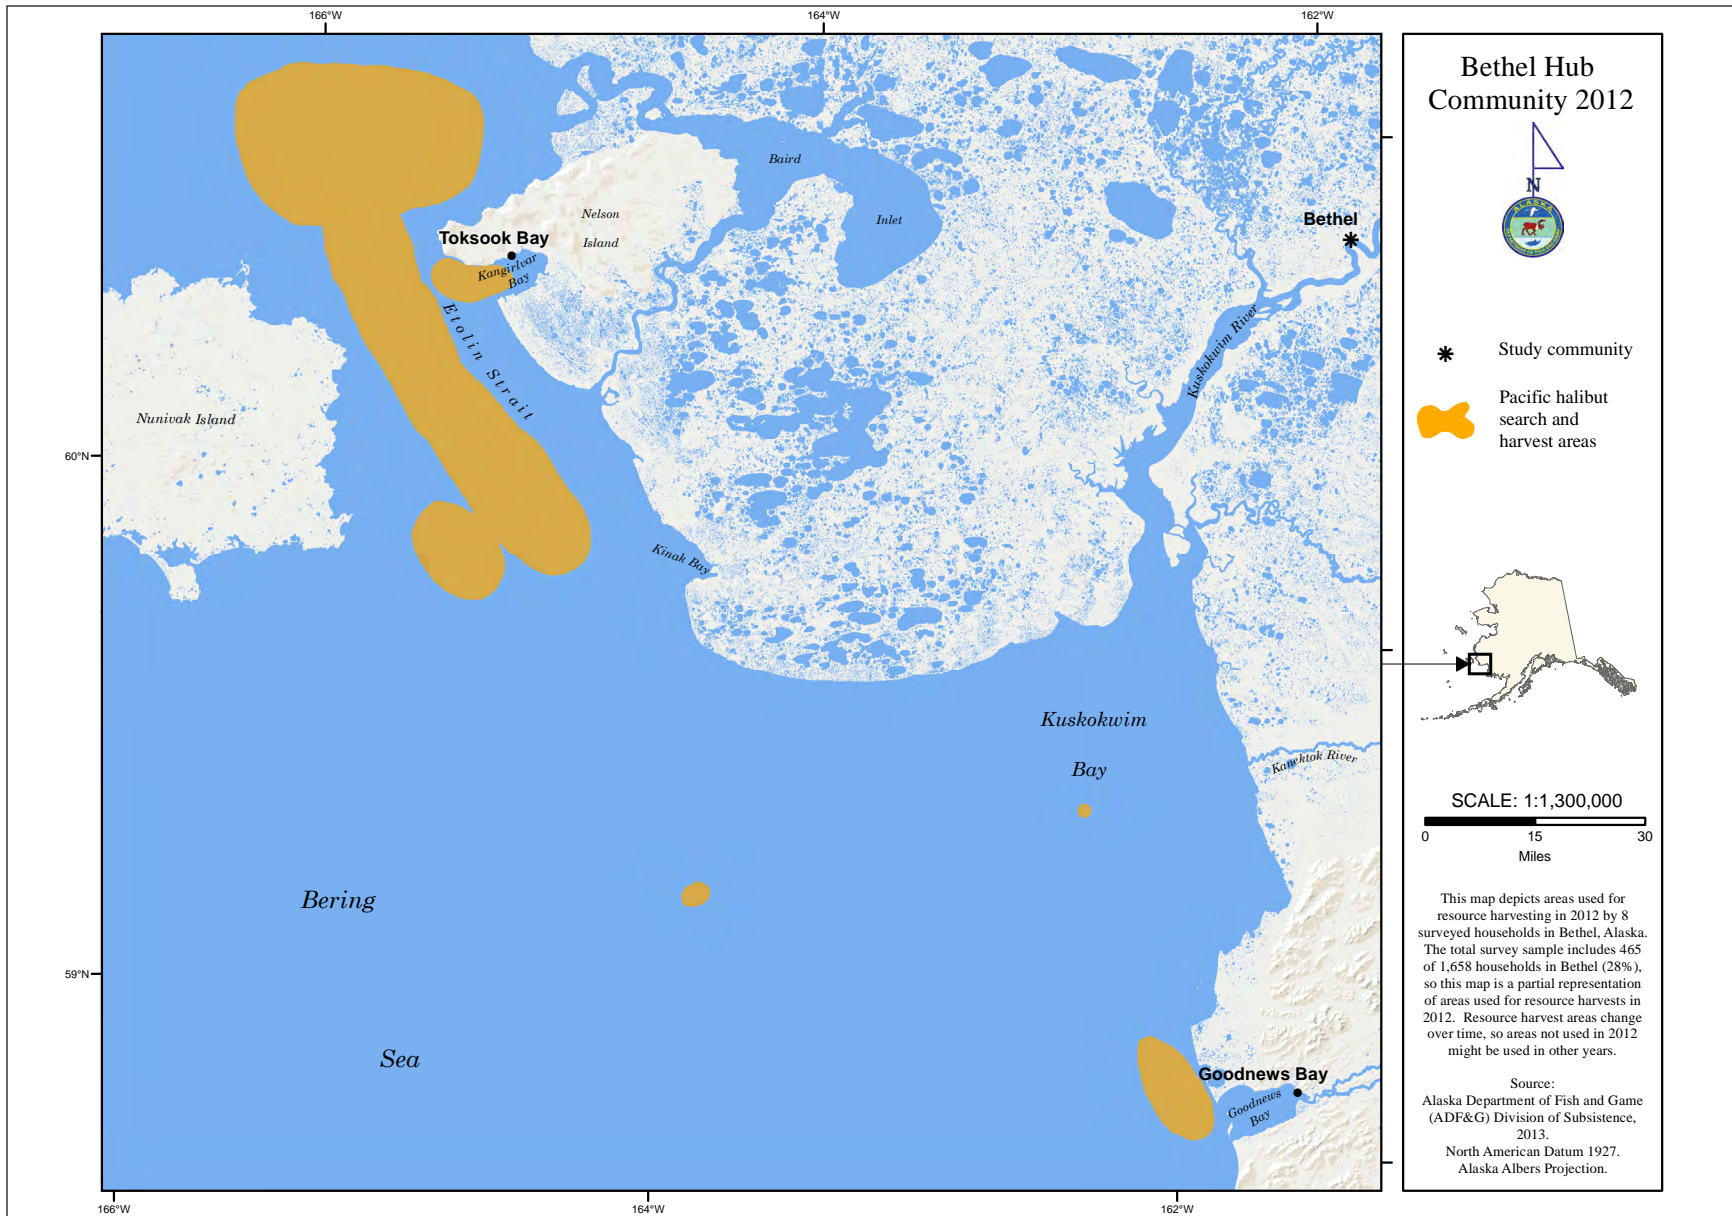 166°W
164°W
162°W
Bethel Hub
Community 2012
N
ALASKA
Baird
Inlet
Nelson
Island
Bethel
Toksook Bay
Kangirlvar
Bay
Etolin Strait
Kuskokwim River
Study community
Pacific halibut
search and
harvest areas
Nunivak Island
60°N
Kinak Bay
Kuskokwim
Bay
Kanektok River
SCALE: 1:1,300,000
0 15 30
Miles
Bering
Sea
59°N
This map depicts areas used for
resource harvesting in 2012 by 8
surveyed households in Bethel, Alaska.
The total survey sample includes 465
of 1,658 households in Bethel (28%),
so this map is a partial representation
of areas used for resource harvests in
2012. Resource harvest areas change
over time, so areas not used in 2012
might be used in other years.
Goodnews Bay
Goodnews
Bay
Source:
Alaska Department of Fish and Game
(ADF&G) Division of Subsistence,
2013.
North American Datum 1927.
Alaska Albers Projection.
166°W
164°W
162°W